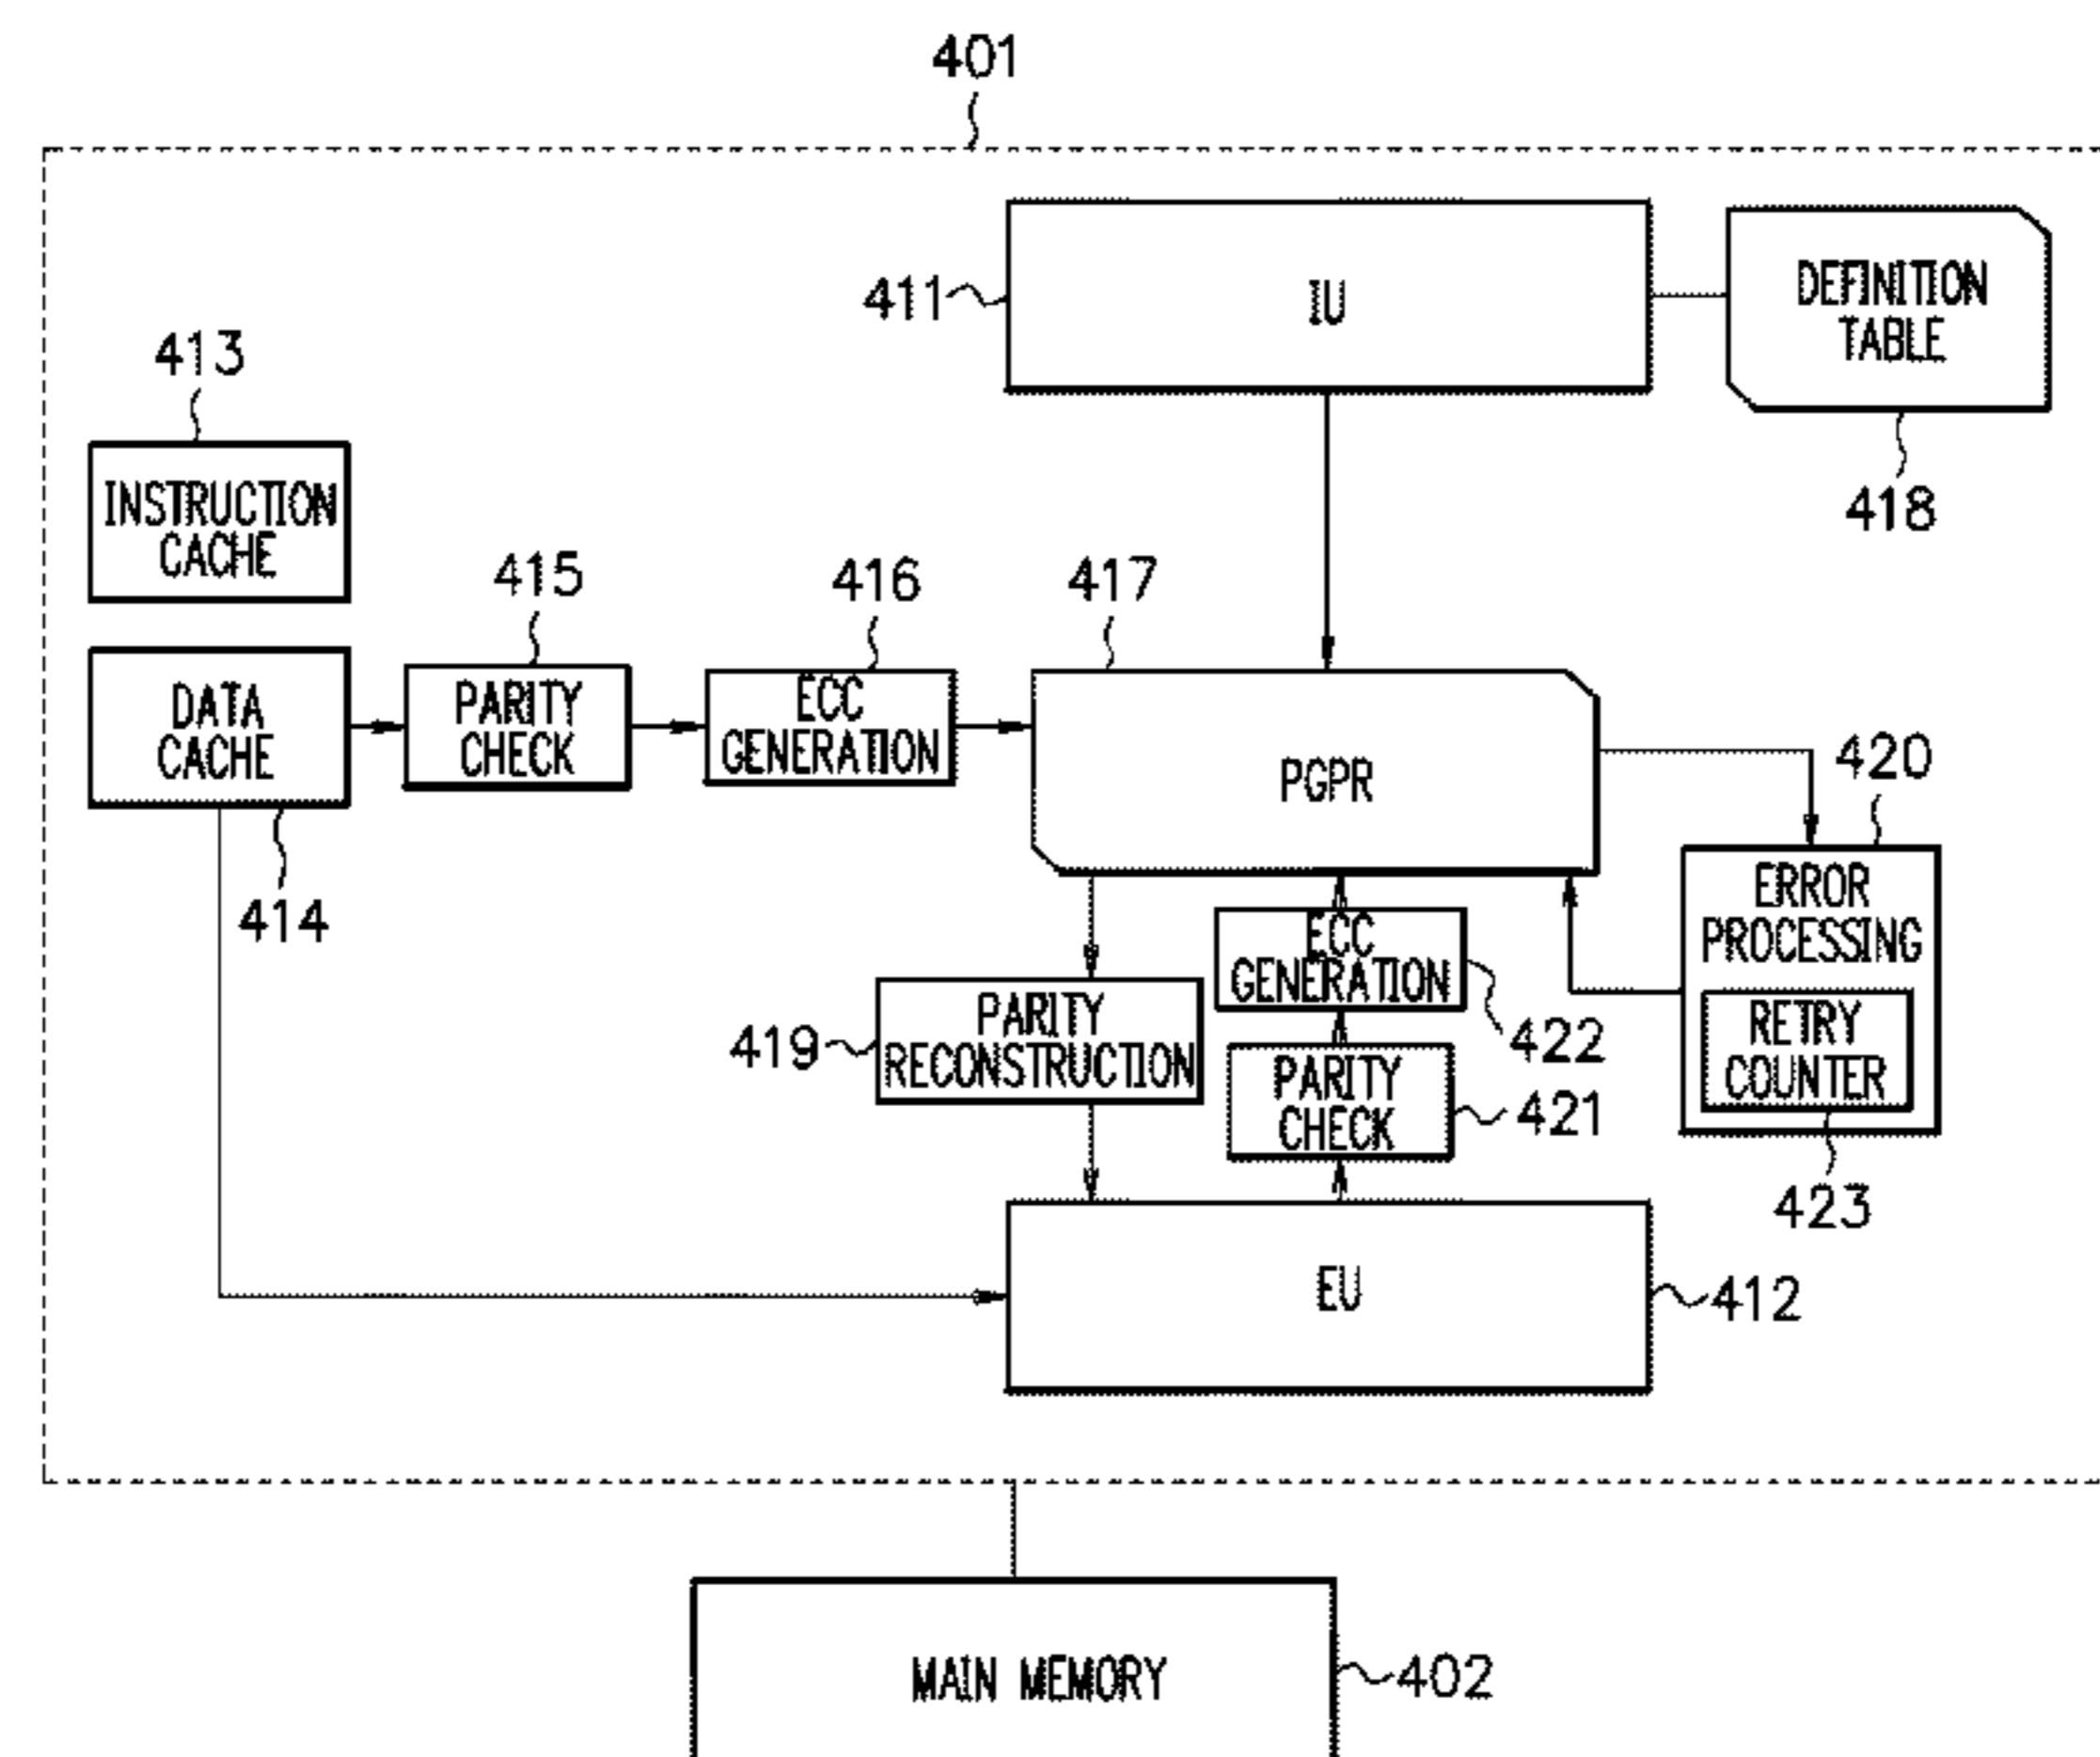 401
411
IU
DEFINITION
TABLE
418
413
INSTRUCTION
CACHE
415
416
417
DATA
CACHE
414
PARITY
CHECK
ECC
GENERATION
PGPR
420
ERROR
PROCESSING
RETRY
COUNTER
423
419
PARITY
RECONSTRUCTION
ECC
GENERATION
422
PARITY
CHECK
421
EU
412
MAIN MEMORY
402